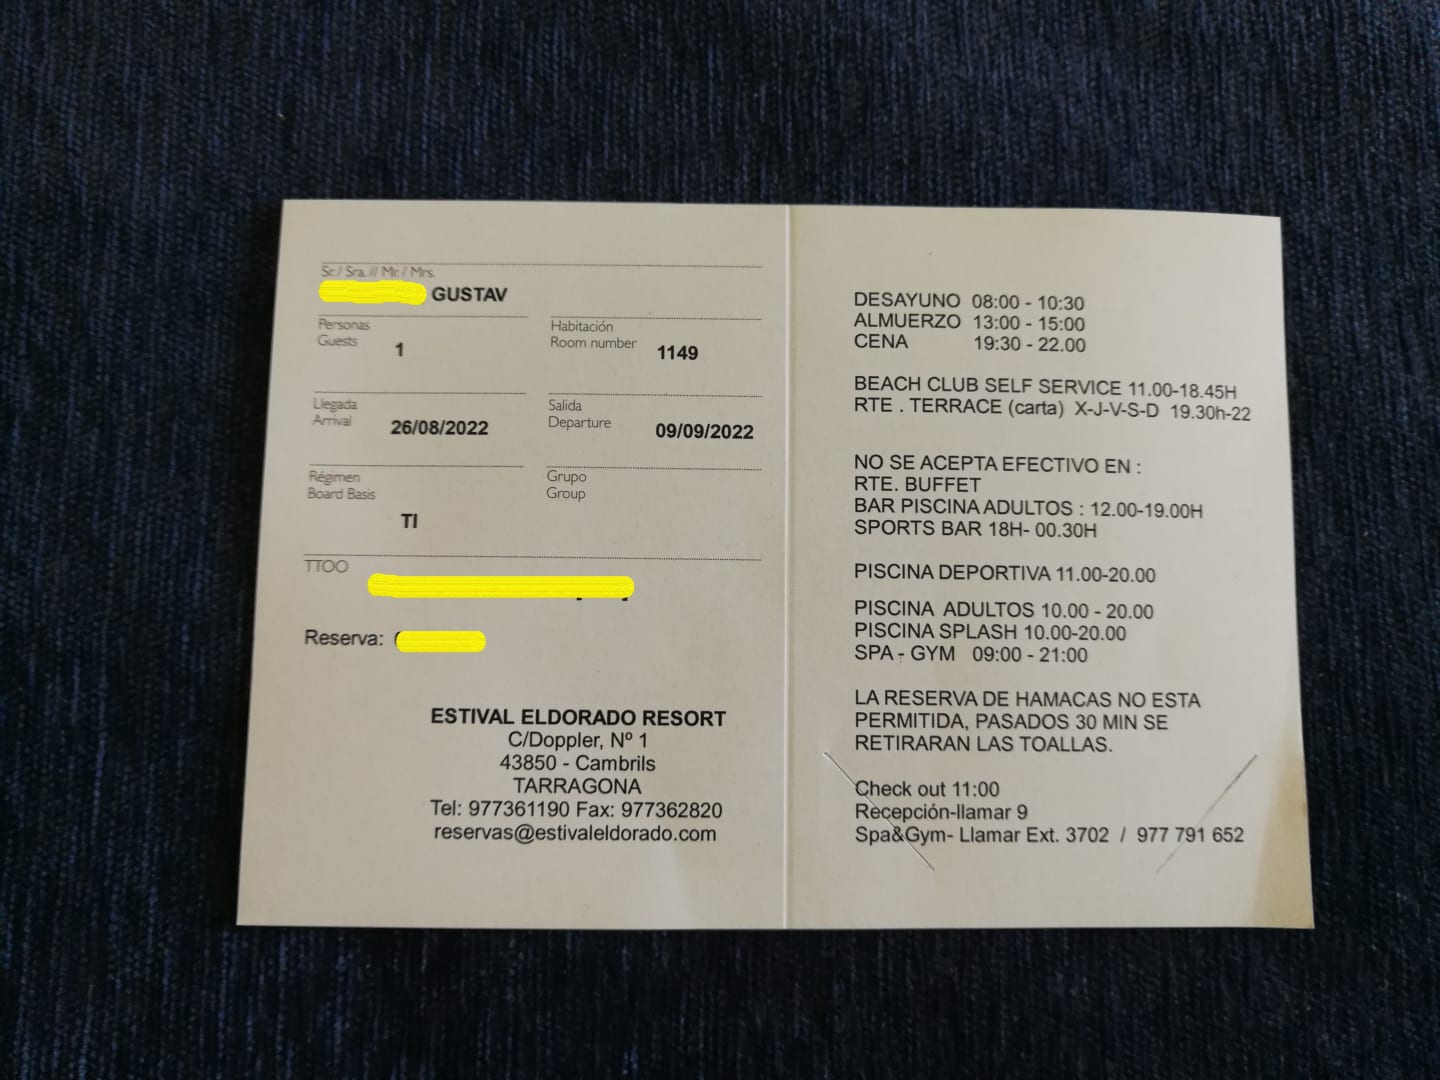 Sr. / Sra. // Mr. / Mrs.
GUSTAV
Personas
Guests
1
Habitación
Room number
1149
Llegada
Arrival
26/08/2022
Salida
Departure
09/09/2022
Régimen
Board Basis
TI
Grupo
Group
TTOO
Reserva:
ESTIVAL ELDORADO RESORT
C/Doppler, Nº 1
43850 - Cambrils
TARRAGONA
Tel: 977361190 Fax: 977362820
reservas@estivaleldorado.com
DESAYUNO 08:00 - 10:30
ALMUERZO 13:00 - 15:00
CENA 19:30 - 22.00
BEACH CLUB SELF SERVICE 11.00-18.45H
RTE . TERRACE (carta) X-J-V-S-D 19.30h-22
NO SE ACEPTA EFECTIVO EN :
RTE. BUFFET
BAR PISCINA ADULTOS : 12.00-19.00H
SPORTS BAR 18H- 00.30H
PISCINA DEPORTIVA 11.00-20.00
PISCINA ADULTOS 10.00 - 20.00
PISCINA SPLASH 10.00-20.00
SPA - GYM 09:00 - 21:00
LA RESERVA DE HAMACAS NO ESTA
PERMITIDA, PASADOS 30 MIN SE
RETIRARAN LAS TOALLAS.
Check out 11:00
Recepción-llamar 9
Spa&Gym- Llamar Ext. 3702 / 977 791 652